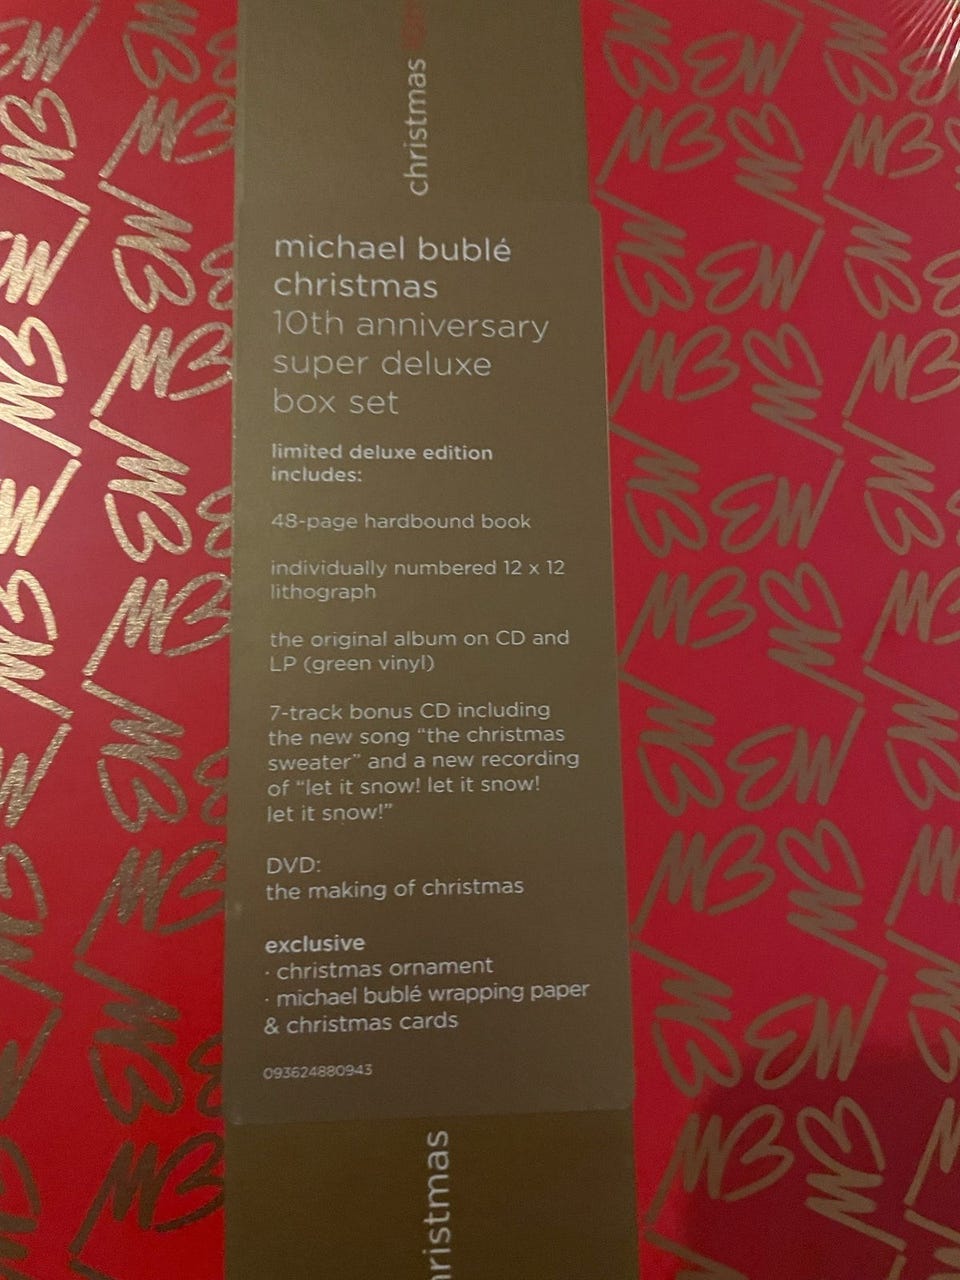 christmas
michael bublé
christmas
10th anniversary
super deluxe
box set
limited deluxe edition
includes:
48-page hardbound book
individually numbered 12 x 12
lithograph
the original album on CD and
LP (green vinyl)
7-track bonus CD including
the new song “the christmas
sweater” and a new recording
of “let it snow! let it snow!
let it snow!”
DVD:
the making of christmas
exclusive
· christmas ornament
· michael bublé wrapping paper
& christmas cards
093624880943
hristmas